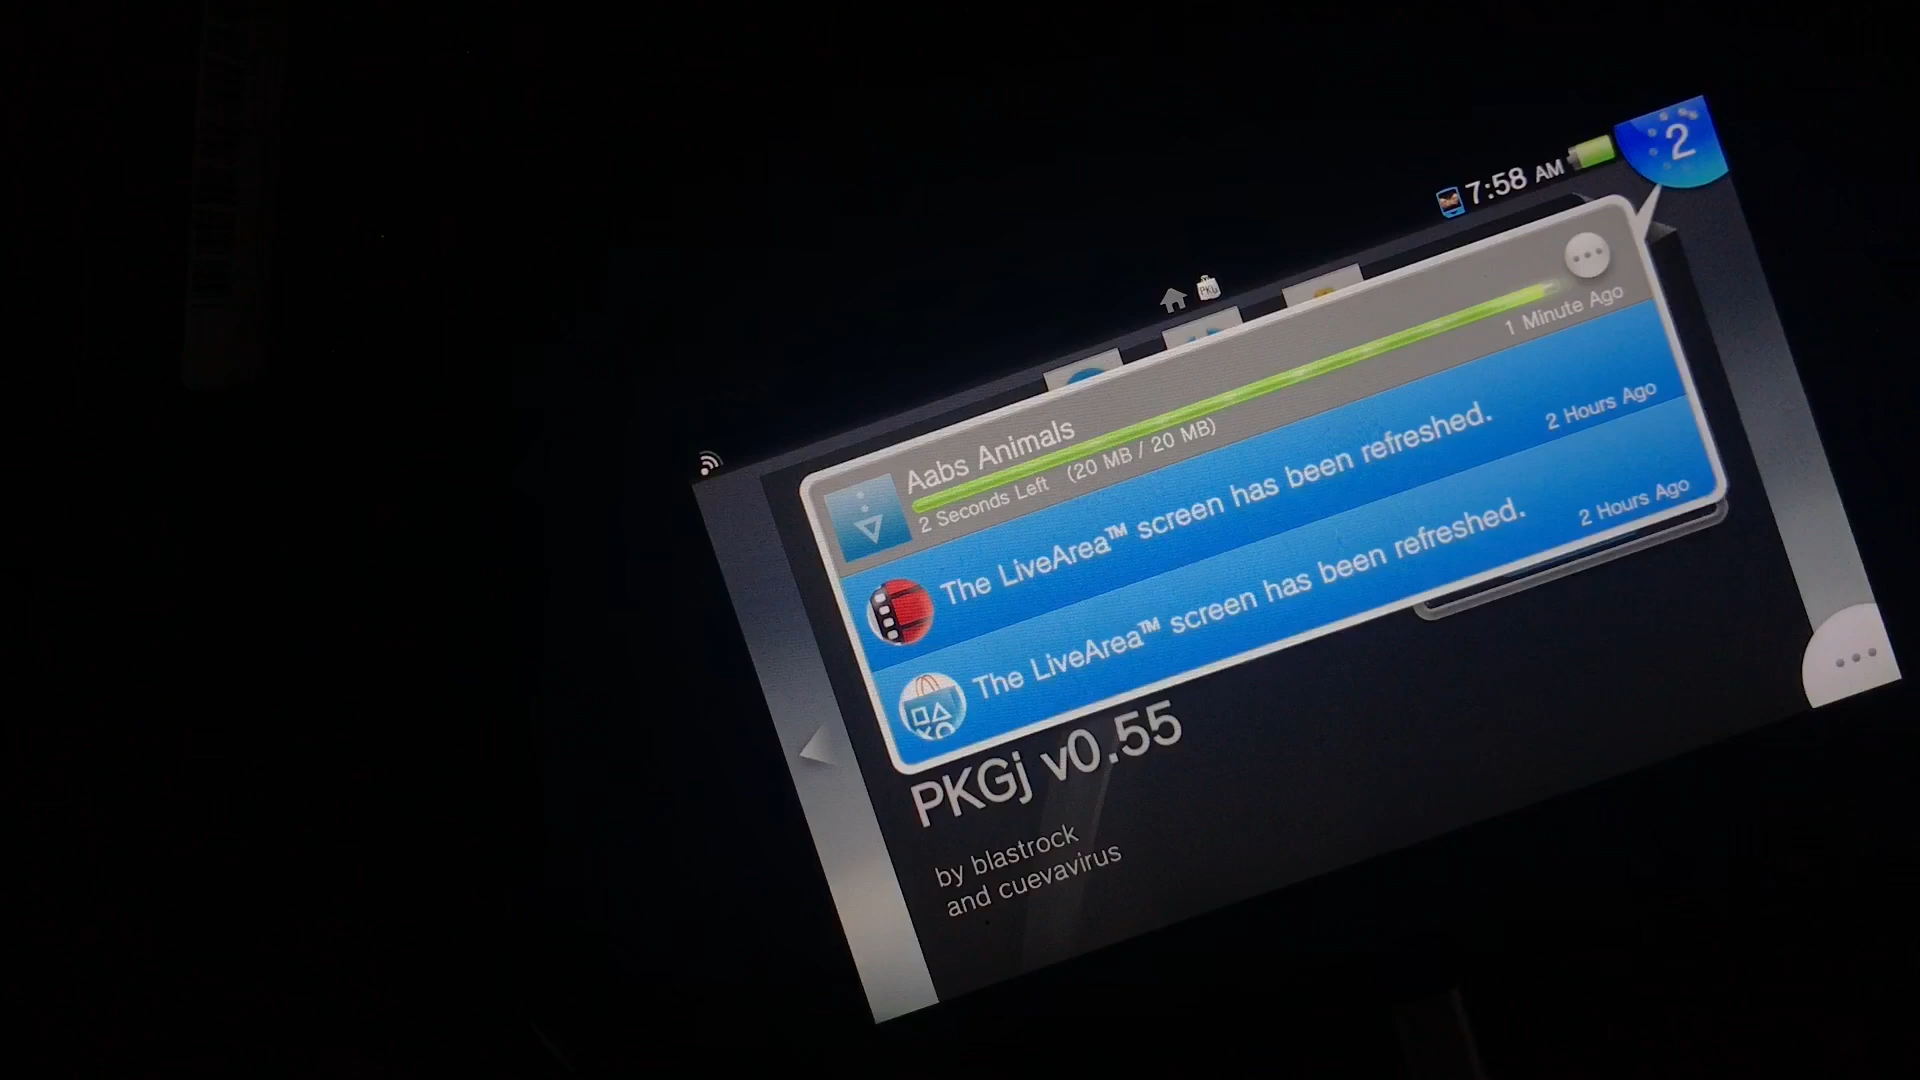 7:58 AM
2
PKGj
Aabs Animals
2 Seconds Left (20 MB / 20 MB)
1 Minute Ago
The LiveArea™ screen has been refreshed.
2 Hours Ago
The LiveArea™ screen has been refreshed.
2 Hours Ago
PKGj v0.55
by blastrock
and cuevavirus